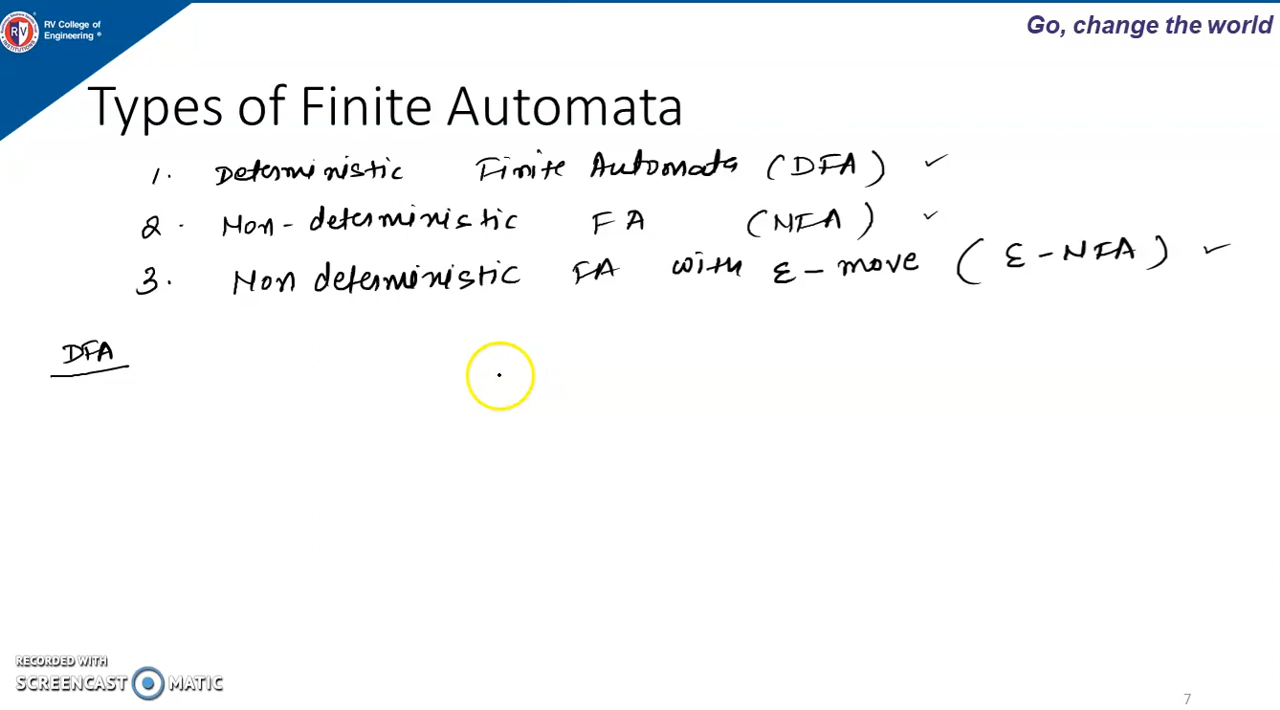 RV College of
Engineering ®
Go, change the world
Types of Finite Automata
1. Deterministic Finite Automata (DFA) ✓
2. Non-deterministic FA (NFA) ✓
3. Non deterministic FA with ε-move (ε-NFA) ✓
DFA
RECORDED WITH
SCREENCAST MATIC
7